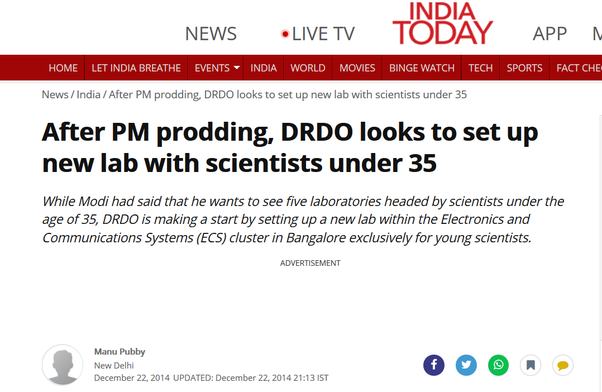 NEWS
LIVE TV
INDIA
TODAY
APP
M
HOME LET INDIA BREATHE EVENTS INDIA WORLD MOVIES BINGE WATCH TECH SPORTS FACT CHE
News / India / After PM prodding, DRDO looks to set up new lab with scientists under 35
After PM prodding, DRDO looks to set up
new lab with scientists under 35
While Modi had said that he wants to see five laboratories headed by scientists under the
age of 35, DRDO is making a start by setting up a new lab within the Electronics and
Communications Systems (ECS) cluster in Bangalore exclusively for young scientists.
ADVERTISEMENT
Manu Pubby
New Delhi
December 22, 2014 UPDATED: December 22, 2014 21:13 IST